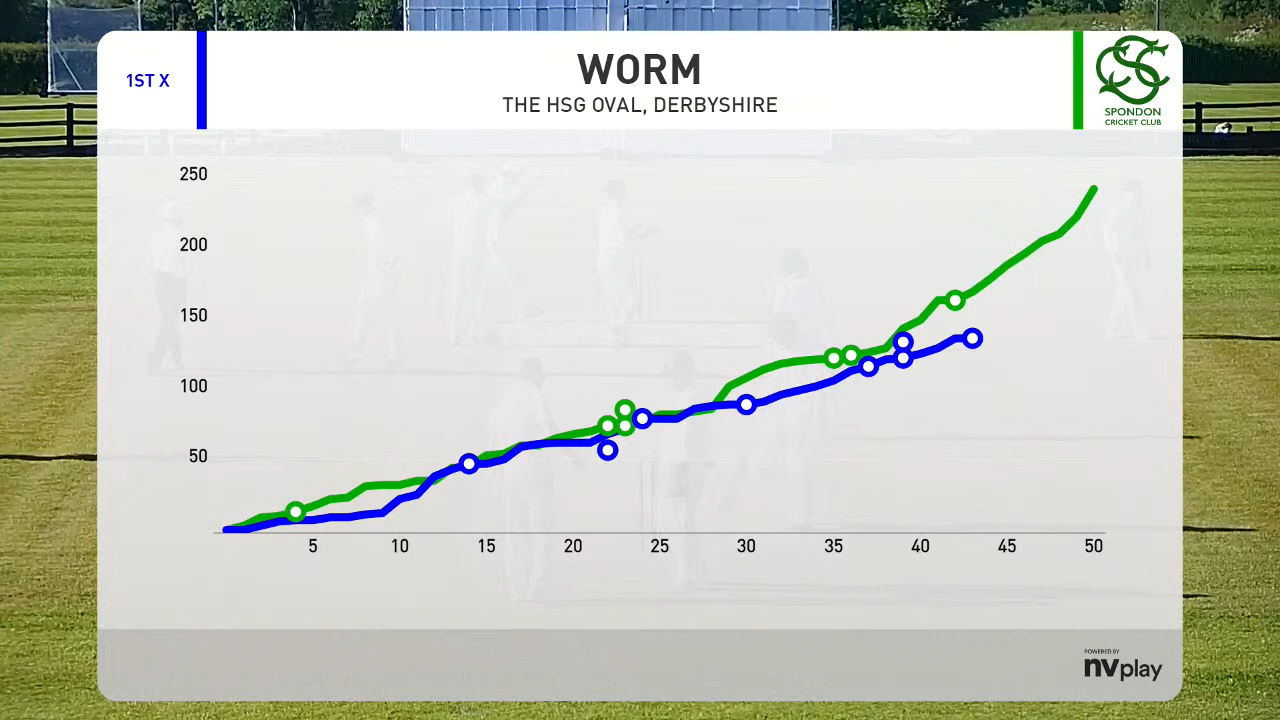 1ST X
WORM
THE HSG OVAL, DERBYSHIRE
SPONDON
CRICKET CLUB
250
200
150
100
50
5 10 15 20 25 30 35 40 45 50
POWERED BY
nvplay